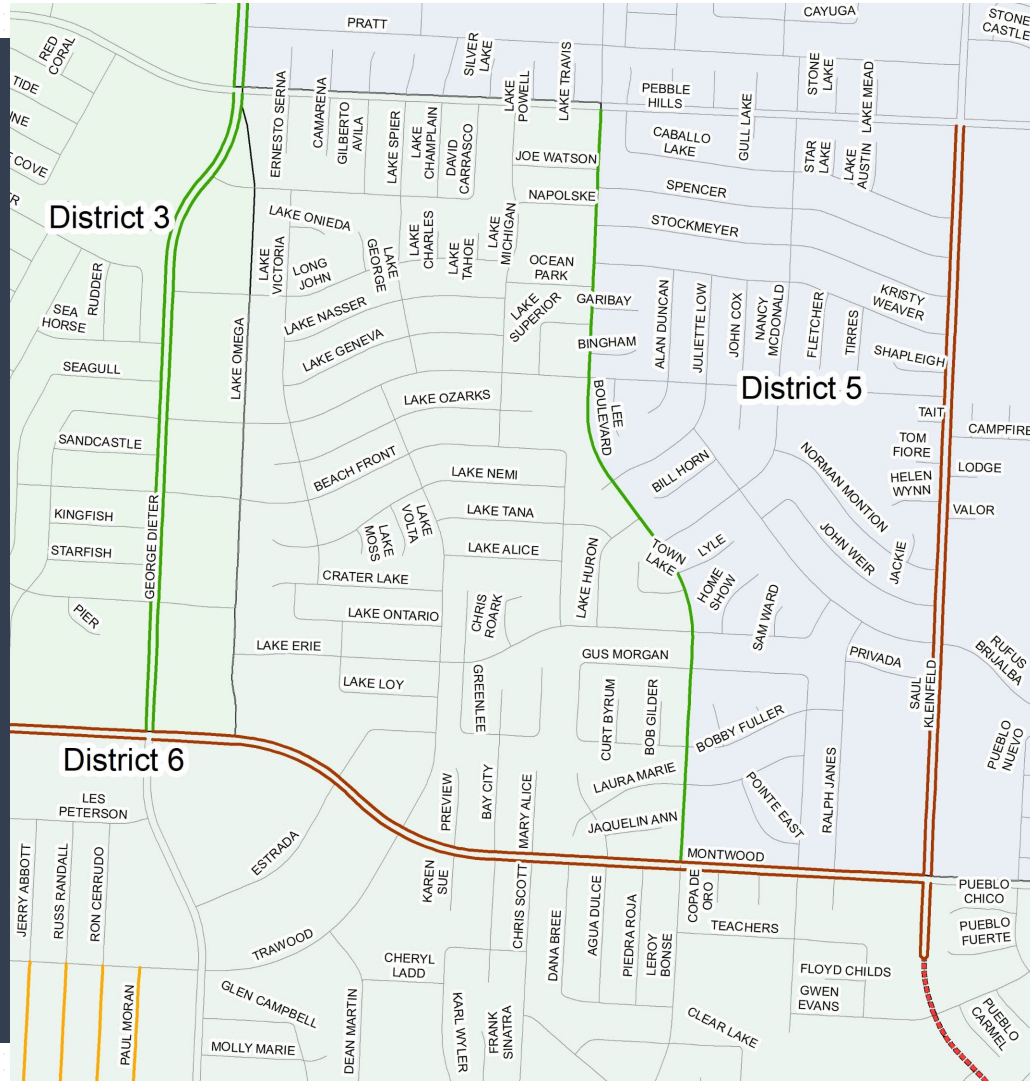 PRATT
CAYUGA
STONE
CASTLE
RED
CORAL
SILVER
LAKE
LAKE TRAVIS
LAKE
POWELL
STONE
LAKE
LAKE MEAD
TIDE
PEBBLE
HILLS
ERNESTO SERNA
CAMARENA
GILBERTO
AVILA
LAKE SPIER
LAKE
CHAMPLAIN
DAVID
CARRASCO
GULL LAKE
CABALLO
LAKE
STAR
LAKE
LAKE
AUSTIN
INE
E COVE
JOE WATSON
R
NAPOLSKE
SPENCER
District 3
LAKE ONIEDA
STOCKMEYER
LAKE
VICTORIA
LONG
JOHN
LAKE
GEORGE
LAKE
CHARLES
LAKE
TAHOE
LAKE
MICHIGAN
OCEAN
PARK
RUDDER
SEA
HORSE
LAKE NASSER
LAKE
SUPERIOR
GARIBAY
KRISTY
WEAVER
LAKE OMEGA
LAKE GENEVA
BINGHAM
ALAN DUNCAN
JULIETTE LOW
JOHN COX
NANCY
MCDONALD
FLETCHER
TIRRES
SHAPLEIGH
SEAGULL
District 5
LAKE OZARKS
LEE
BOULEVARD
TAIT
CAMPFIRE
SANDCASTLE
TOM
FIORE
BEACH FRONT
LAKE NEMI
BILL HORN
NORMAN MONTION
LODGE
HELEN
WYNN
VALOR
KINGFISH
LAKE TANA
GEORGE DIETER
LAKE
MOSS
LAKE
VOLTA
STARFISH
LAKE ALICE
TOWN
LAKE
LYLE
JOHN WEIR
JACKIE
CRATER LAKE
LAKE HURON
HOME
SHOW
PIER
LAKE ONTARIO
CHRIS
ROARK
SAM WARD
LAKE ERIE
GUS MORGAN
PRIVADA
RUFUS
BRIJALBA
LAKE LOY
GREENLEE
SAUL
KLEINFELD
CURT BYRUM
BOB GILDER
BOBBY FULLER
PUEBLO
NUEVO
District 6
LES
PETERSON
PREVIEW
BAY CITY
MARY ALICE
LAURA MARIE
POINTE EAST
RALPH JANES
JAQUELIN ANN
MONTWOOD
JERRY ABBOTT
RUSS RANDALL
RON CERRUDO
ESTRADA
KAREN
SUE
CHRIS SCOTT
COPA DE
ORO
PUEBLO
CHICO
DANA BREE
AGUA DULCE
PIEDRA ROJA
LEROY
BONSE
TEACHERS
PUEBLO
FUERTE
TRAWOOD
CHERYL
LADD
FLOYD CHILDS
GWEN
EVANS
PAUL MORAN
GLEN CAMPBELL
DEAN MARTIN
KARL WYLER
FRANK
SINATRA
CLEAR LAKE
PUEBLO
CARMEL
MOLLY MARIE